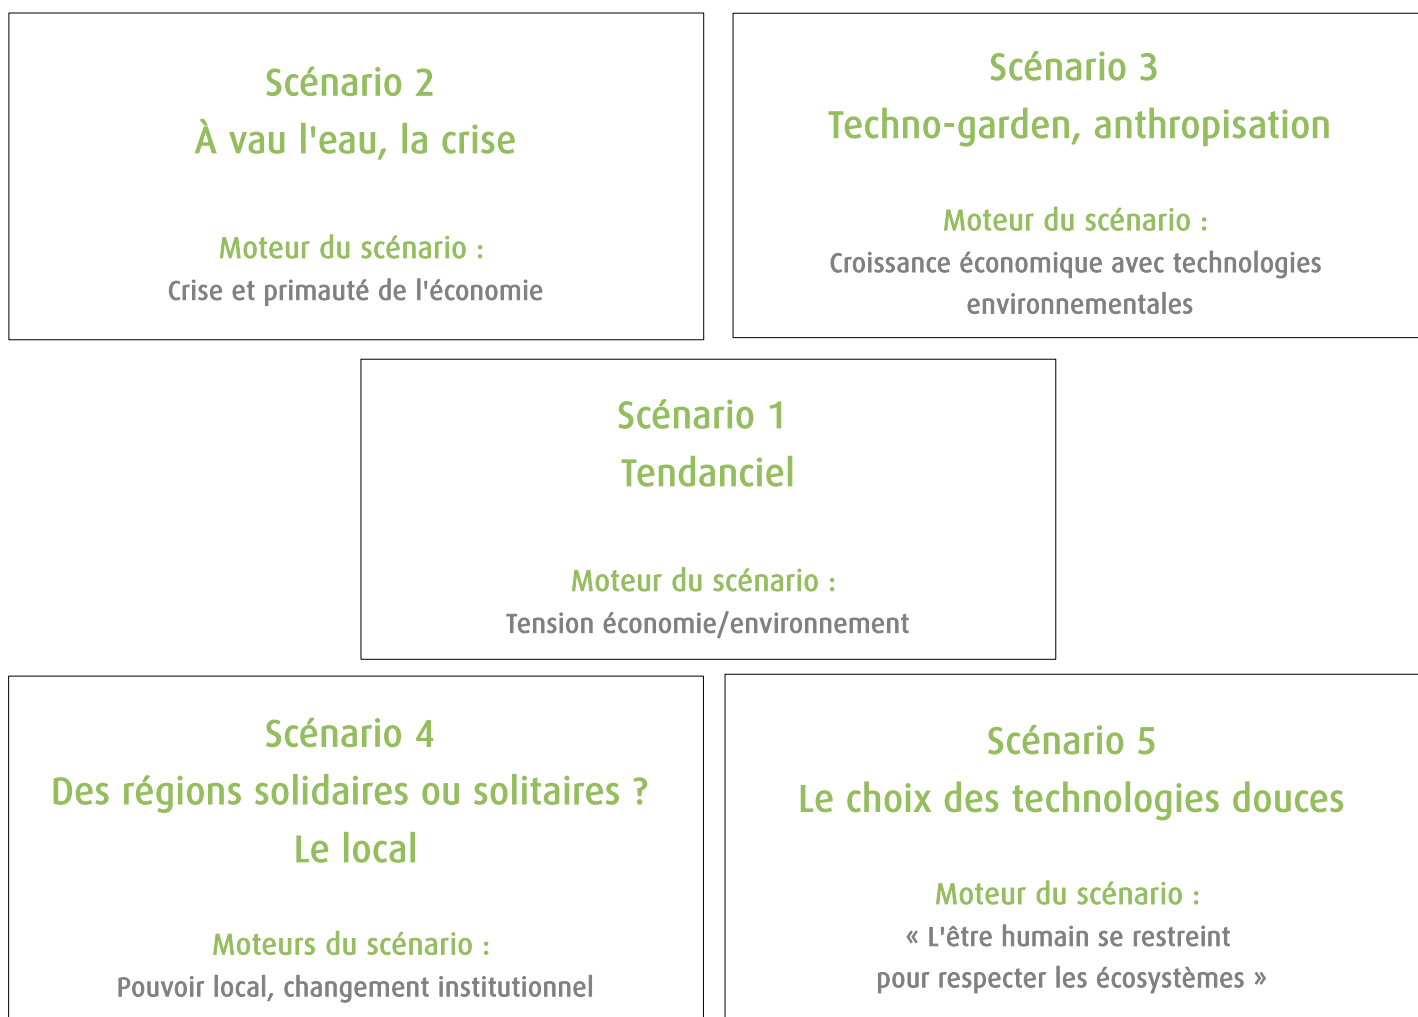 Scénario 2
À vau l'eau, la crise
Moteur du scénario :
Crise et primauté de l'économie
Scénario 3
Techno-garden, anthropisation
Moteur du scénario :
Croissance économique avec technologies
environnementales
Scénario 1
Tendanciel
Moteur du scénario :
Tension économie/environnement
Scénario 4
Des régions solidaires ou solitaires ?
Le local
Moteurs du scénario :
Pouvoir local, changement institutionnel
Scénario 5
Le choix des technologies douces
Moteur du scénario :
« L'être humain se restreint
pour respecter les écosystèmes »